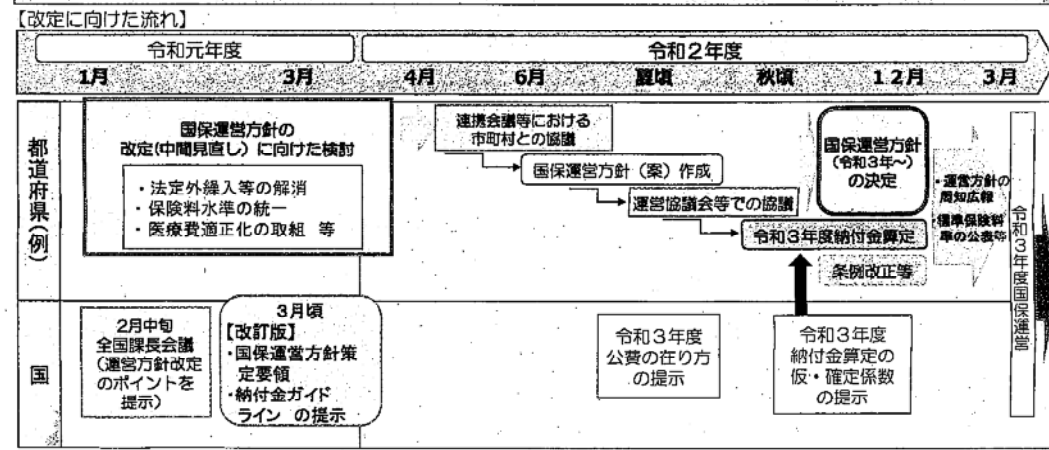 【改定に向けた流れ】
令和元年度
令和2年度
1月
3月
4月
6月
夏頃
秋頃
12月
3月
都道府県(例)
国保運営方針の
改定(中間見直し)に向けた検討
・法定外繰入等の解消
・保険料水準の統一
・医療費適正化の取組 等
連携会議等における
市町村との協議
国保運営方針(案)作成
運営協議会等での協議
令和3年度納付金算定
条例改正等
国保運営方針
(令和3年~)
の決定
・運営方針の
周知広報
・標準保険料
率の公表等
令和3年度国保運営
国
2月中旬
全国課長会議
(運営方針改定
のポイントを
提示)
3月頃
【改訂版】
・国保運営方針策
定要領
・納付金ガイド
ライン の提示
令和3年度
公費の在り方
の提示
令和3年度
納付金算定の
仮・確定係数
の提示